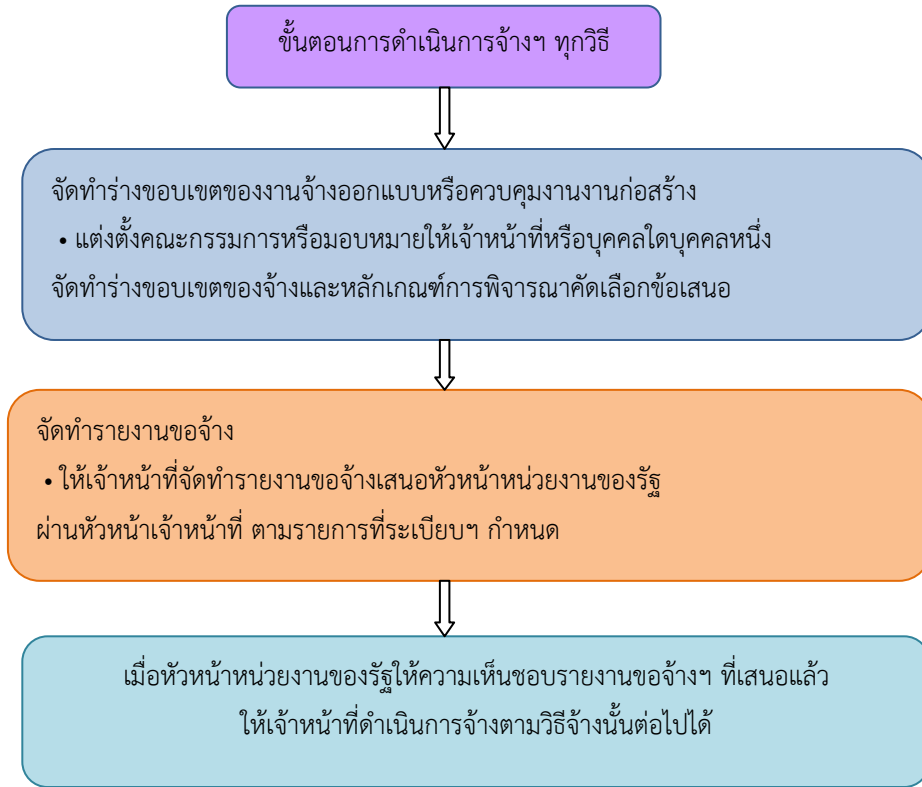 ขั้นตอนการดำเนินการจ้างฯ ทุกวิธี
จัดทำร่างขอบเขตของงานจ้างออกแบบหรือควบคุมงานงานก่อสร้าง
• แต่งตั้งคณะกรรมการหรือมอบหมายให้เจ้าหน้าที่หรือบุคคลใดบุคคลหนึ่ง
จัดทำร่างขอบเขตของจ้างและหลักเกณฑ์การพิจารณาคัดเลือกข้อเสนอ
จัดทำรายงานขอจ้าง
• ให้เจ้าหน้าที่จัดทำรายงานขอจ้างเสนอหัวหน้าหน่วยงานของรัฐ
ผ่านหัวหน้าเจ้าหน้าที่ ตามรายการที่ระเบียบฯ กำหนด
เมื่อหัวหน้าหน่วยงานของรัฐให้ความเห็นชอบรายงานขอจ้างฯ ที่เสนอแล้ว
ให้เจ้าหน้าที่ดำเนินการจ้างตามวิธีจ้างนั้นต่อไปได้